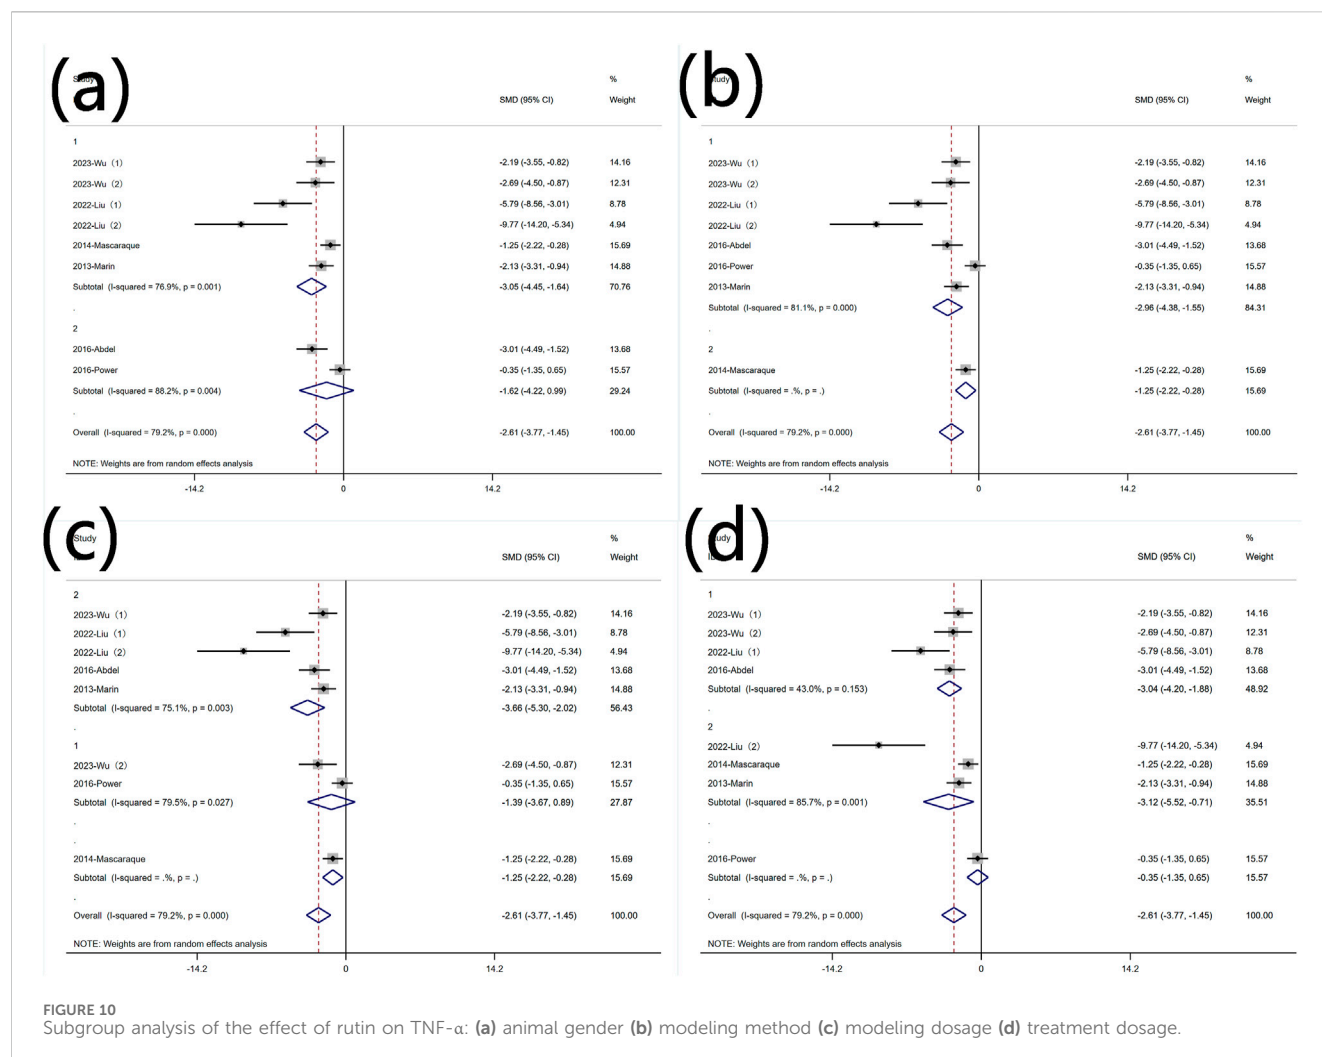 (a)
Study
%
SMD (95% CI) Weight
1
2023-Wu（1） -2.19 (-3.55, -0.82) 14.16
2023-Wu（2） -2.69 (-4.50, -0.87) 12.31
2022-Liu（1） -5.79 (-8.56, -3.01) 8.78
2022-Liu（2） -9.77 (-14.20, -5.34) 4.94
2014-Mascaraque -1.25 (-2.22, -0.28) 15.69
2013-Marin -2.13 (-3.31, -0.94) 14.88
Subtotal (I-squared = 76.9%, p = 0.001) -3.05 (-4.45, -1.64) 70.76
.
2
2016-Abdel -3.01 (-4.49, -1.52) 13.68
2016-Power -0.35 (-1.35, 0.65) 15.57
Subtotal (I-squared = 88.2%, p = 0.004) -1.62 (-4.22, 0.99) 29.24
.
Overall (I-squared = 79.2%, p = 0.000) -2.61 (-3.77, -1.45) 100.00
NOTE: Weights are from random effects analysis
-14.2 0 14.2
(b)
Study
%
SMD (95% CI) Weight
1
2023-Wu（1） -2.19 (-3.55, -0.82) 14.16
2023-Wu（2） -2.69 (-4.50, -0.87) 12.31
2022-Liu（1） -5.79 (-8.56, -3.01) 8.78
2022-Liu（2） -9.77 (-14.20, -5.34) 4.94
2016-Abdel -3.01 (-4.49, -1.52) 13.68
2016-Power -0.35 (-1.35, 0.65) 15.57
2013-Marin -2.13 (-3.31, -0.94) 14.88
Subtotal (I-squared = 81.1%, p = 0.000) -2.96 (-4.38, -1.55) 84.31
.
2
2014-Mascaraque -1.25 (-2.22, -0.28) 15.69
Subtotal (I-squared = .%, p = .) -1.25 (-2.22, -0.28) 15.69
.
Overall (I-squared = 79.2%, p = 0.000) -2.61 (-3.77, -1.45) 100.00
NOTE: Weights are from random effects analysis
-14.2 0 14.2
(c)
Study
%
SMD (95% CI) Weight
2
2023-Wu（1） -2.19 (-3.55, -0.82) 14.16
2022-Liu（1） -5.79 (-8.56, -3.01) 8.78
2022-Liu（2） -9.77 (-14.20, -5.34) 4.94
2016-Abdel -3.01 (-4.49, -1.52) 13.68
2013-Marin -2.13 (-3.31, -0.94) 14.88
Subtotal (I-squared = 75.1%, p = 0.003) -3.66 (-5.30, -2.02) 56.43
.
1
2023-Wu（2） -2.69 (-4.50, -0.87) 12.31
2016-Power -0.35 (-1.35, 0.65) 15.57
Subtotal (I-squared = 79.5%, p = 0.027) -1.39 (-3.67, 0.89) 27.87
.
.
2014-Mascaraque -1.25 (-2.22, -0.28) 15.69
Subtotal (I-squared = .%, p = .) -1.25 (-2.22, -0.28) 15.69
.
Overall (I-squared = 79.2%, p = 0.000) -2.61 (-3.77, -1.45) 100.00
NOTE: Weights are from random effects analysis
-14.2 0 14.2
(d)
Study
%
SMD (95% CI) Weight
1
2023-Wu（1） -2.19 (-3.55, -0.82) 14.16
2023-Wu（2） -2.69 (-4.50, -0.87) 12.31
2022-Liu（1） -5.79 (-8.56, -3.01) 8.78
2016-Abdel -3.01 (-4.49, -1.52) 13.68
Subtotal (I-squared = 43.0%, p = 0.153) -3.04 (-4.20, -1.88) 48.92
.
2
2022-Liu（2） -9.77 (-14.20, -5.34) 4.94
2014-Mascaraque -1.25 (-2.22, -0.28) 15.69
2013-Marin -2.13 (-3.31, -0.94) 14.88
Subtotal (I-squared = 85.7%, p = 0.001) -3.12 (-5.52, -0.71) 35.51
.
.
2016-Power -0.35 (-1.35, 0.65) 15.57
Subtotal (I-squared = .%, p = .) -0.35 (-1.35, 0.65) 15.57
.
Overall (I-squared = 79.2%, p = 0.000) -2.61 (-3.77, -1.45) 100.00
NOTE: Weights are from random effects analysis
-14.2 0 14.2
FIGURE 10
Subgroup analysis of the effect of rutin on TNF-α: (a) animal gender (b) modeling method (c) modeling dosage (d) treatment dosage.